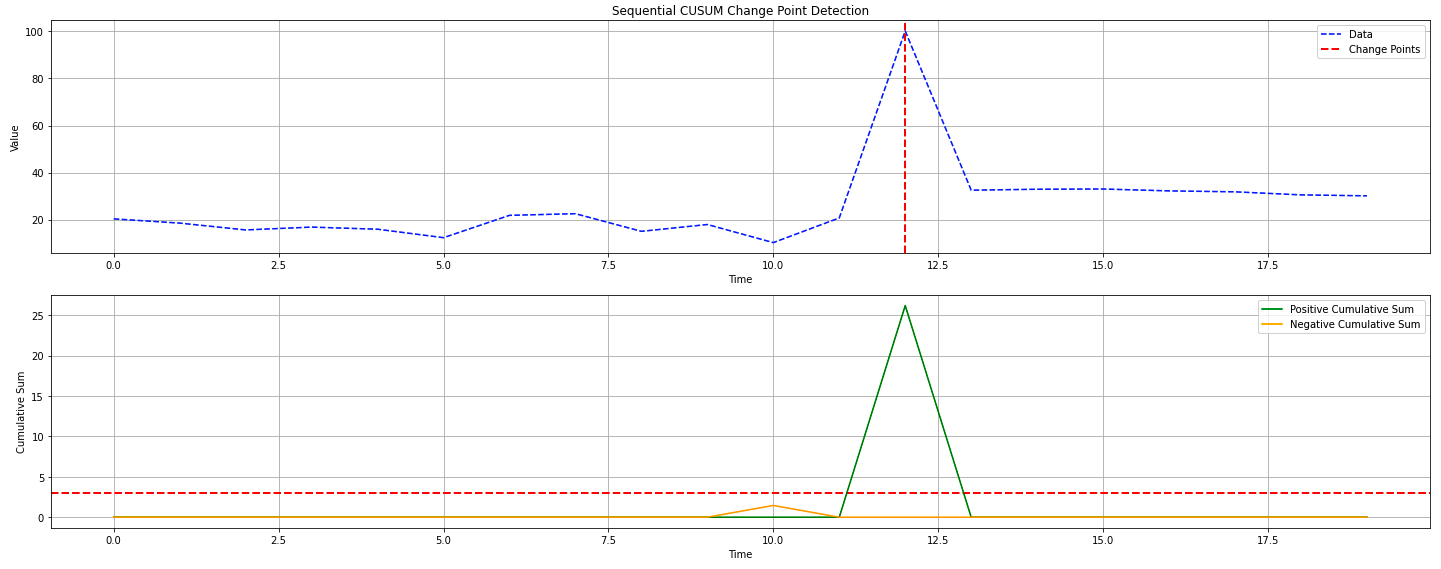 Sequential CUSUM Change Point Detection
100
80
60
40
20
Value
Data
Change Points
0.0 2.5 5.0 7.5 10.0 12.5 15.0 17.5
Time
25
20
15
10
5
0
Cumulative Sum
Positive Cumulative Sum
Negative Cumulative Sum
0.0 2.5 5.0 7.5 10.0 12.5 15.0 17.5
Time